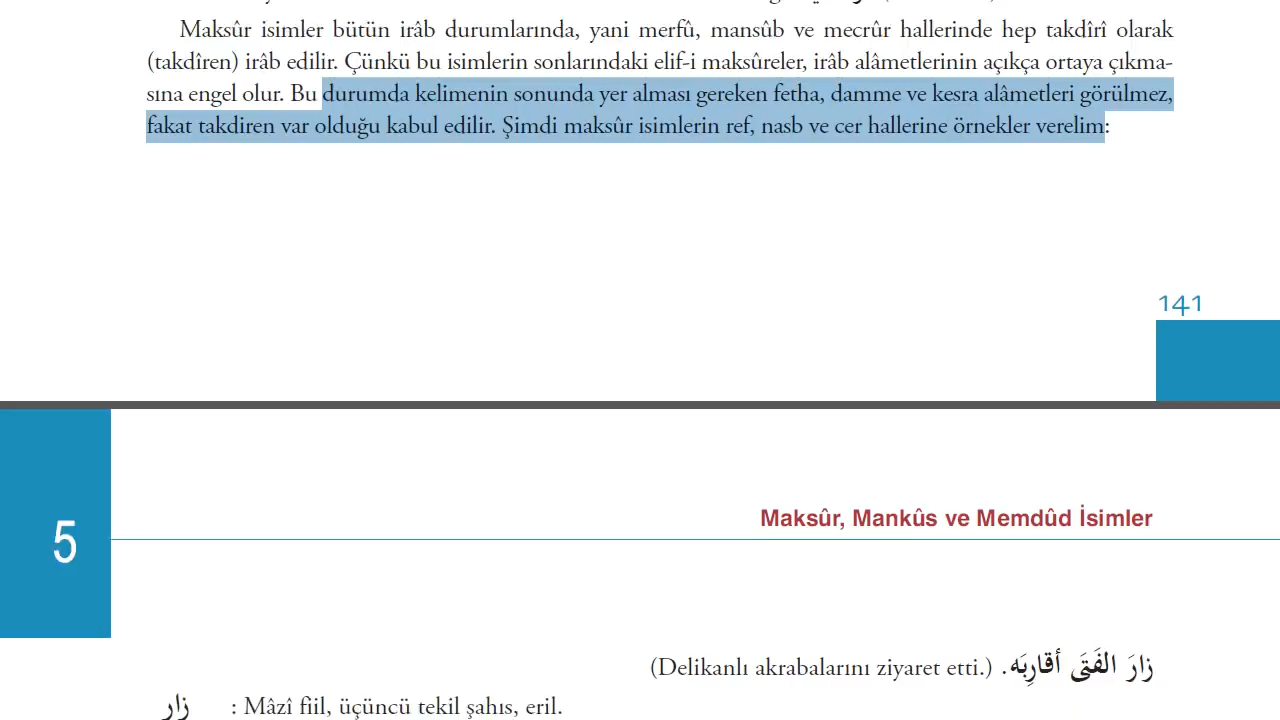 Maksûr isimler bütün irâb durumlarında, yani merfû, mansûb ve mecrûr hallerinde hep takdîrî olarak
(takdîren) irâb edilir. Çünkü bu isimlerin sonlarındaki elif-i maksûreler, irâb alâmetlerinin açıkça ortaya çıkma-
sına engel olur. Bu durumda kelimenin sonunda yer alması gereken fetha, damme ve kesra alâmetleri görülmez,
fakat takdiren var olduğu kabul edilir. Şimdi maksûr isimlerin ref, nasb ve cer hallerine örnekler verelim:
141
5
Maksûr, Mankûs ve Memdûd İsimler
زارَ الفَتَى أقارِبَه. (Delikanlı akrabalarını ziyaret etti.)
زار : Mâzî fiil, üçüncü tekil şahıs, eril.